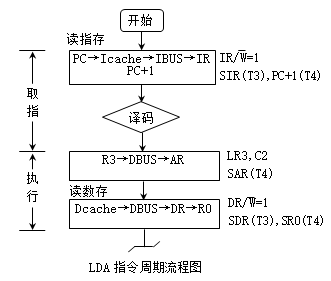 开始
读指存
PC→Icache→IBUS→IR
PC+1
IR/W̅=1
SIR(T3),PC+1(T4)
取指
译码
R3→DBUS→AR
LR3,C2
SAR(T4)
执行
读数存
Dcache→DBUS→DR→R0
DR/W̅=1
SDR(T3),SR0(T4)
LDA 指令周期流程图